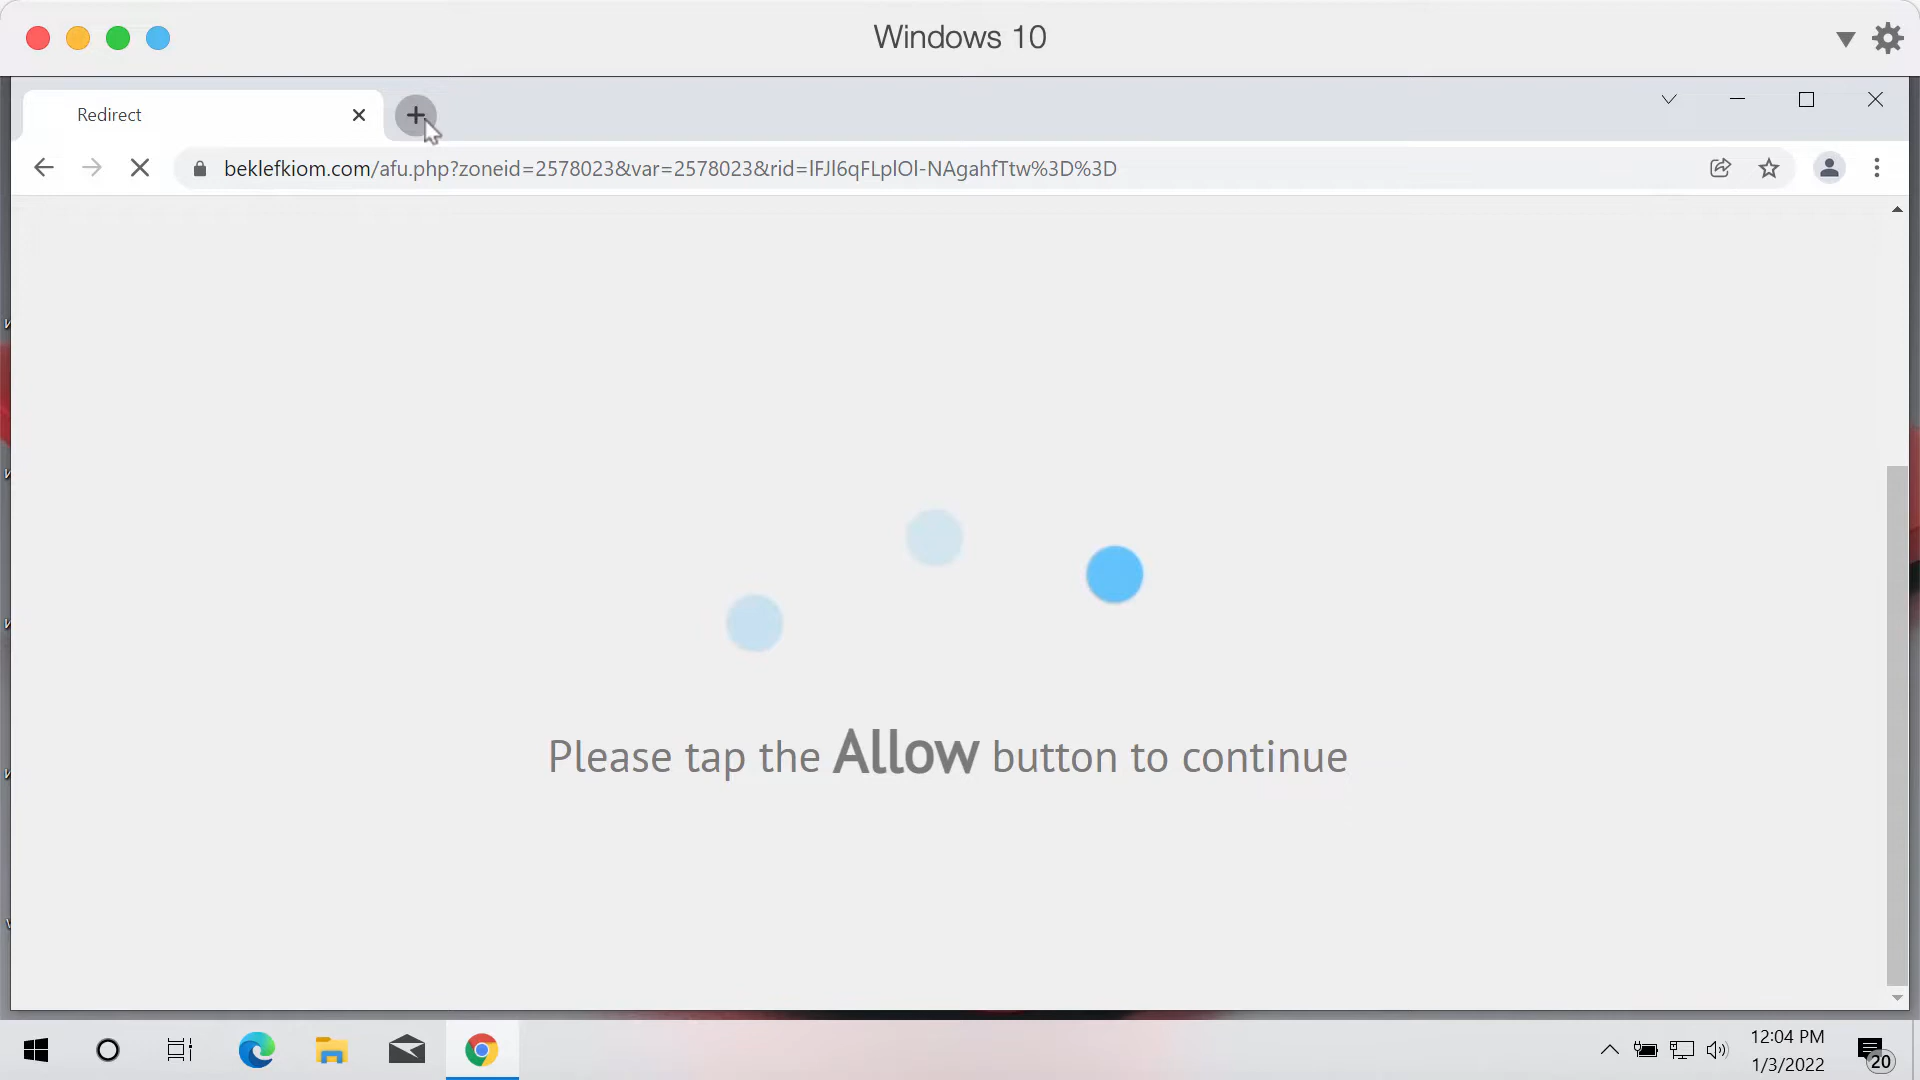 Windows 10
Redirect
beklefkiom.com/afu.php?zoneid=2578023&var=2578023&rid=lFJl6qFLplOl-NAgahfTtw%3D%3D
Please tap the Allow button to continue
12:04 PM
1/3/2022
20